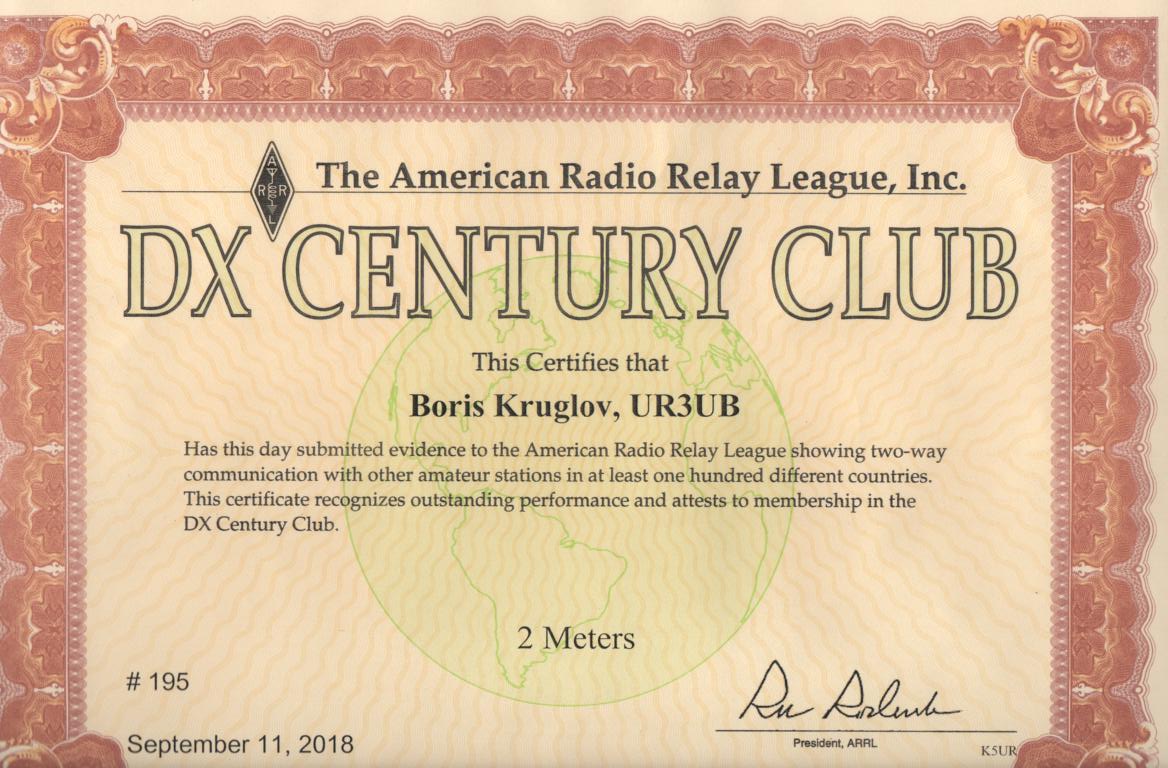 The American Radio Relay League, Inc.
A
R R
L
DX CENTURY CLUB
This Certifies that
Boris Kruglov, UR3UB
Has this day submitted evidence to the American Radio Relay League showing two-way
communication with other amateur stations in at least one hundred different countries.
This certificate recognizes outstanding performance and attests to membership in the
DX Century Club.
2 Meters
# 195
September 11, 2018
President, ARRL
K5UR